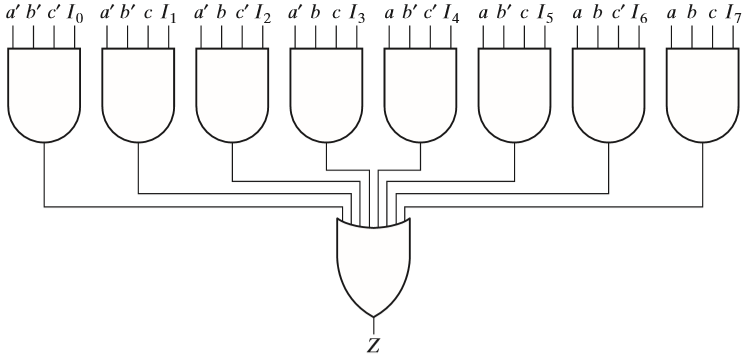 a′ b′ c′ I₀ a′ b′ c I₁ a′ b c′ I₂ a′ b c I₃ a b′ c′ I₄ a b′ c I₅ a b c′ I₆ a b c I₇
Z